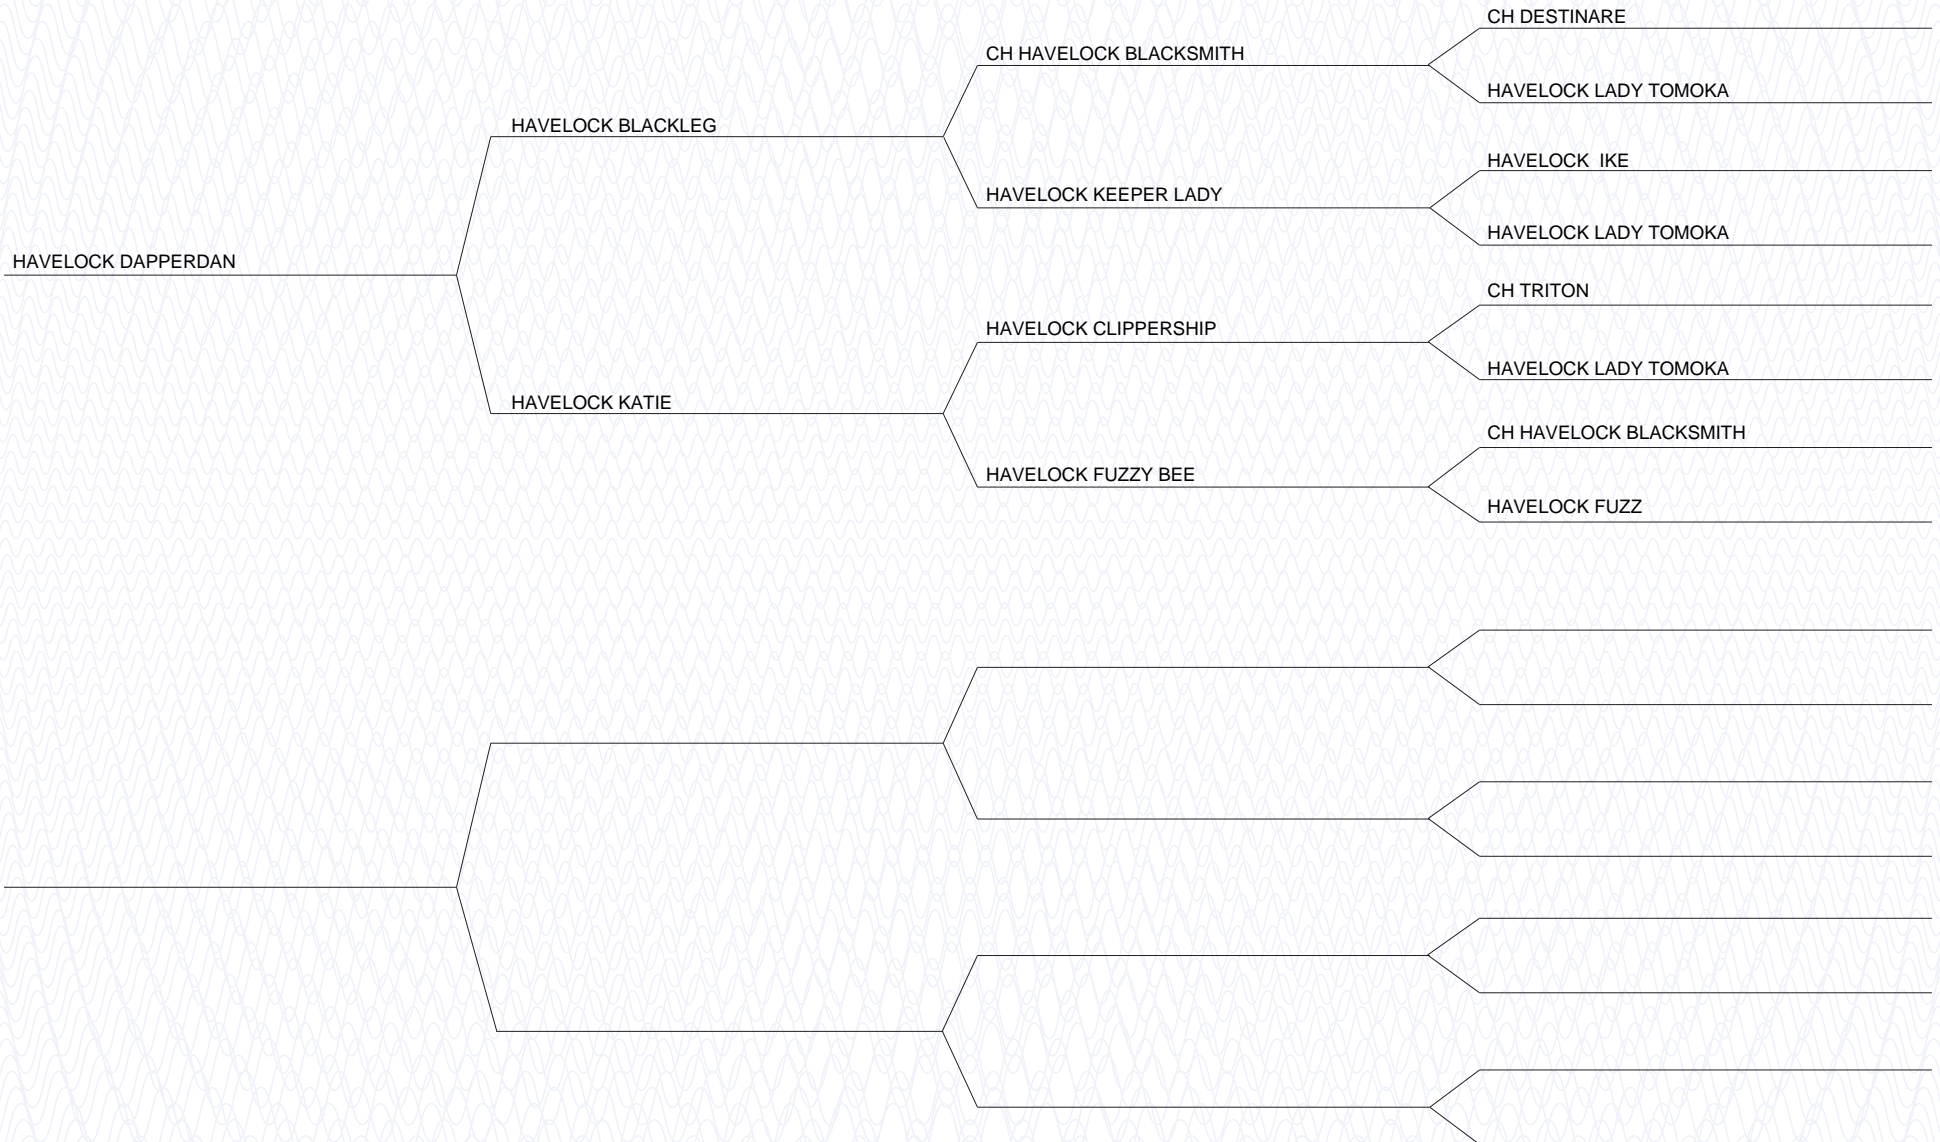 CH DESTINARE
CH HAVELOCK BLACKSMITH
HAVELOCK LADY TOMOKA
HAVELOCK BLACKLEG
HAVELOCK  IKE
HAVELOCK KEEPER LADY
HAVELOCK LADY TOMOKA
HAVELOCK DAPPERDAN
CH TRITON
HAVELOCK CLIPPERSHIP
HAVELOCK LADY TOMOKA
HAVELOCK KATIE
CH HAVELOCK BLACKSMITH
HAVELOCK FUZZY BEE
HAVELOCK FUZZ